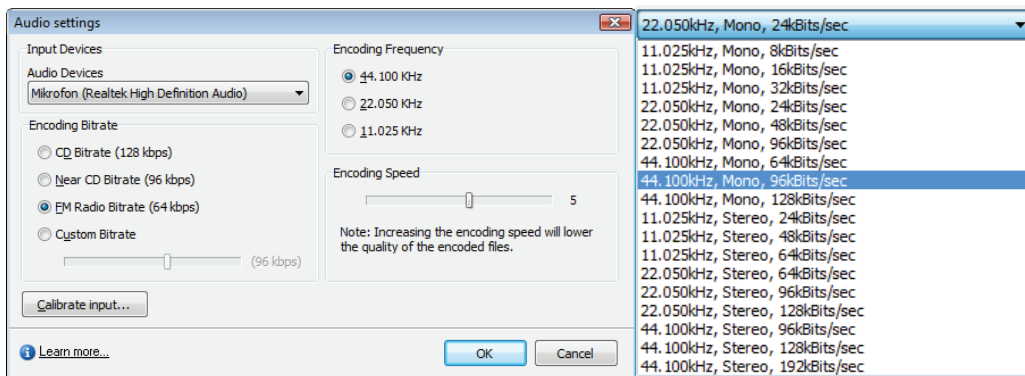 Audio settings
Input Devices
Audio Devices
Mikrofon (Realtek High Definition Audio)
Encoding Bitrate
CD Bitrate (128 kbps)
Near CD Bitrate (96 kbps)
FM Radio Bitrate (64 kbps)
Custom Bitrate
(96 kbps)
Calibrate input...
Learn more...
Encoding Frequency
44.100 KHz
22.050 KHz
11.025 KHz
Encoding Speed
5
Note: Increasing the encoding speed will lower
the quality of the encoded files.
OK
Cancel
22.050kHz, Mono, 24kBits/sec
11.025kHz, Mono, 8kBits/sec
11.025kHz, Mono, 16kBits/sec
11.025kHz, Mono, 32kBits/sec
22.050kHz, Mono, 24kBits/sec
22.050kHz, Mono, 48kBits/sec
22.050kHz, Mono, 96kBits/sec
44.100kHz, Mono, 64kBits/sec
44.100kHz, Mono, 96kBits/sec
44.100kHz, Mono, 128kBits/sec
11.025kHz, Stereo, 24kBits/sec
11.025kHz, Stereo, 48kBits/sec
11.025kHz, Stereo, 64kBits/sec
22.050kHz, Stereo, 64kBits/sec
22.050kHz, Stereo, 96kBits/sec
22.050kHz, Stereo, 128kBits/sec
44.100kHz, Stereo, 96kBits/sec
44.100kHz, Stereo, 128kBits/sec
44.100kHz, Stereo, 192kBits/sec